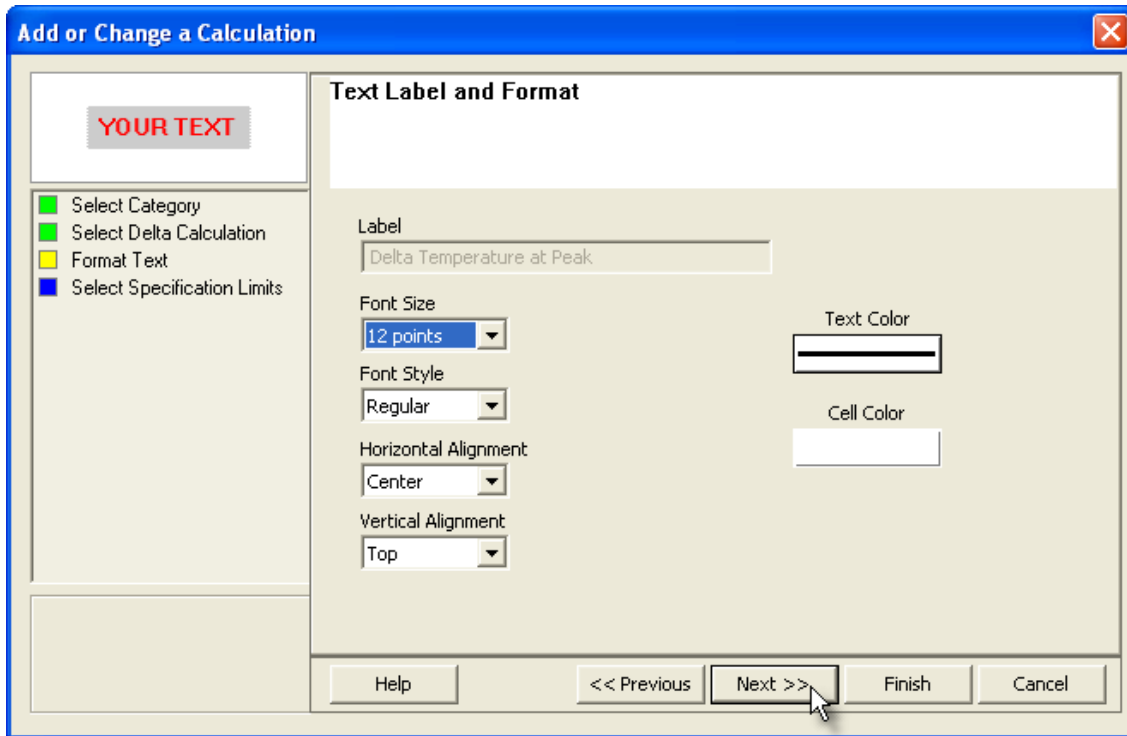 Add or Change a Calculation
YOUR TEXT
Select Category
Select Delta Calculation
Format Text
Select Specification Limits
Text Label and Format
Label
Delta Temperature at Peak
Font Size
12 points
Font Style
Regular
Horizontal Alignment
Center
Vertical Alignment
Top
Text Color
Cell Color
Help
<< Previous
Next >>
Finish
Cancel